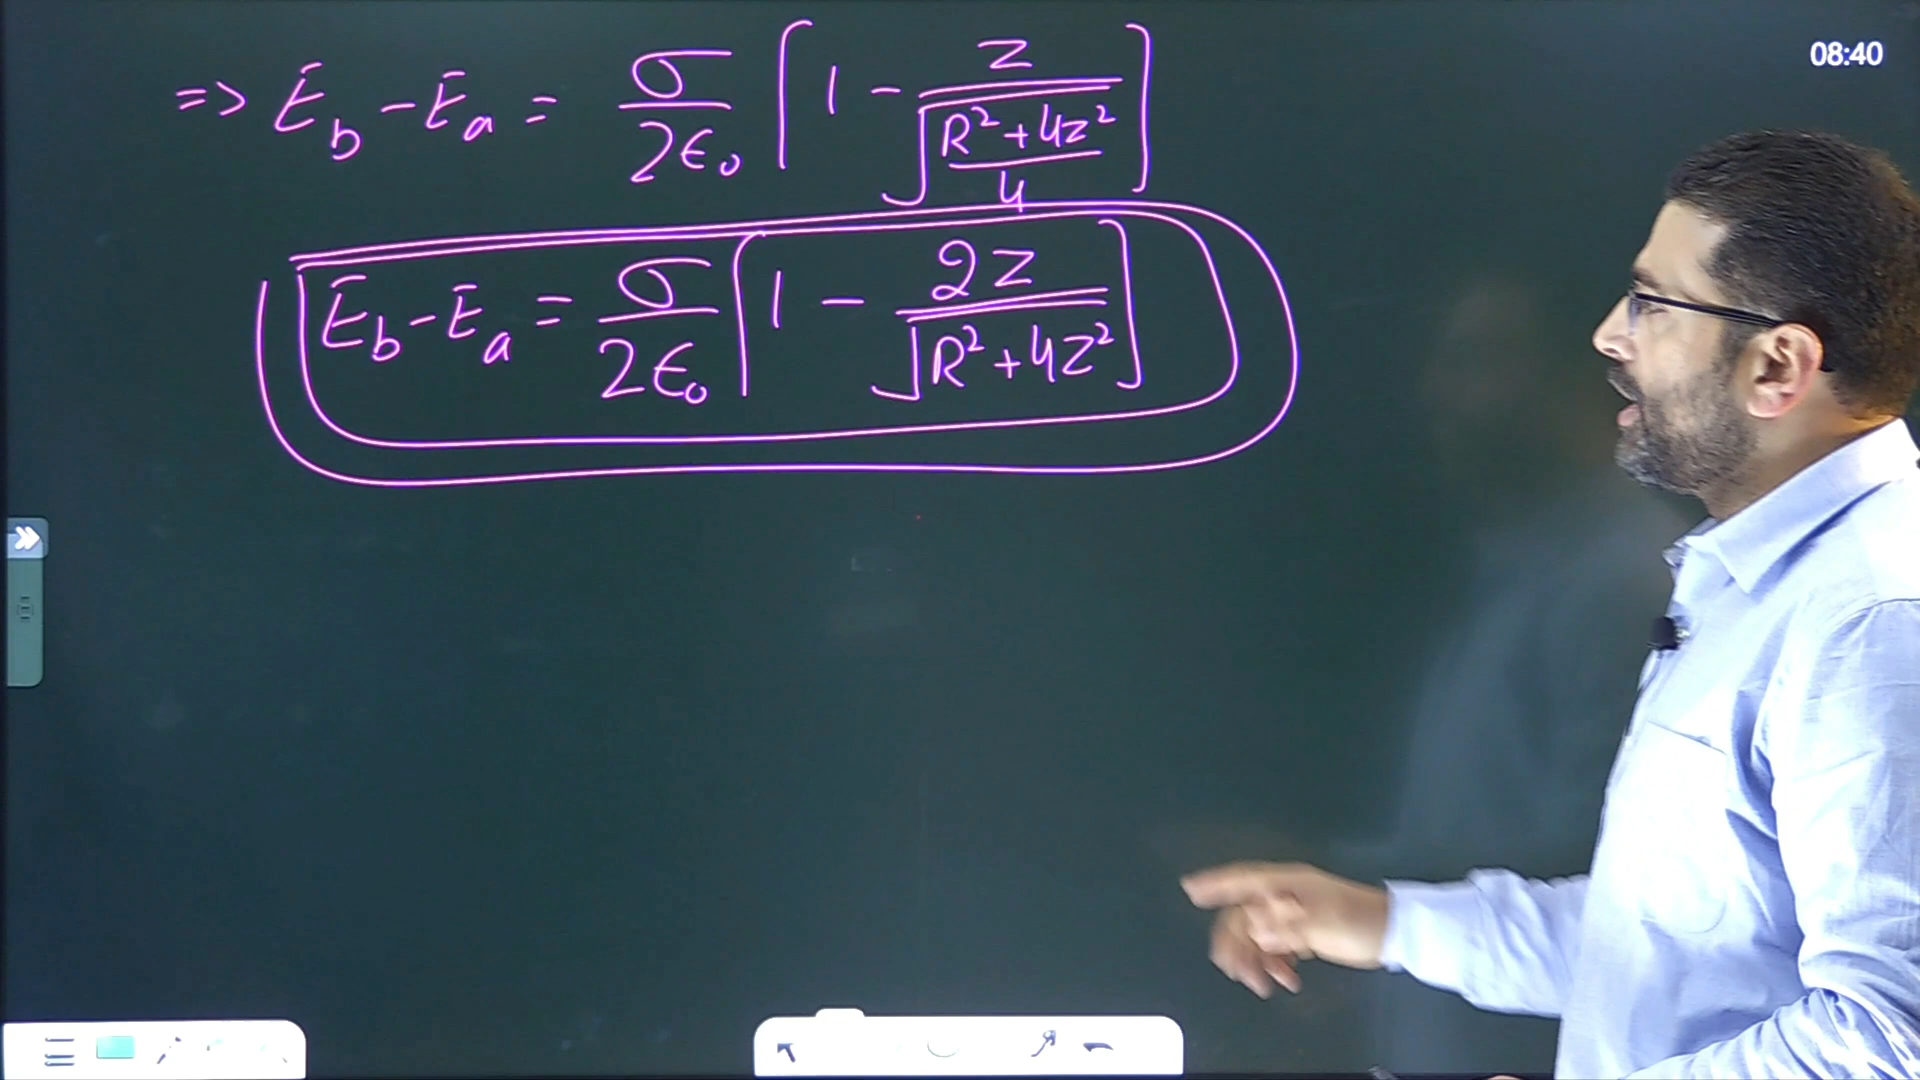 08:40
=> E_b - E_a = σ/2ε₀ [1 - z/√((R²+4z²)/4)]
E_b - E_a = σ/2ε₀ [1 - 2z/√(R²+4z²)]